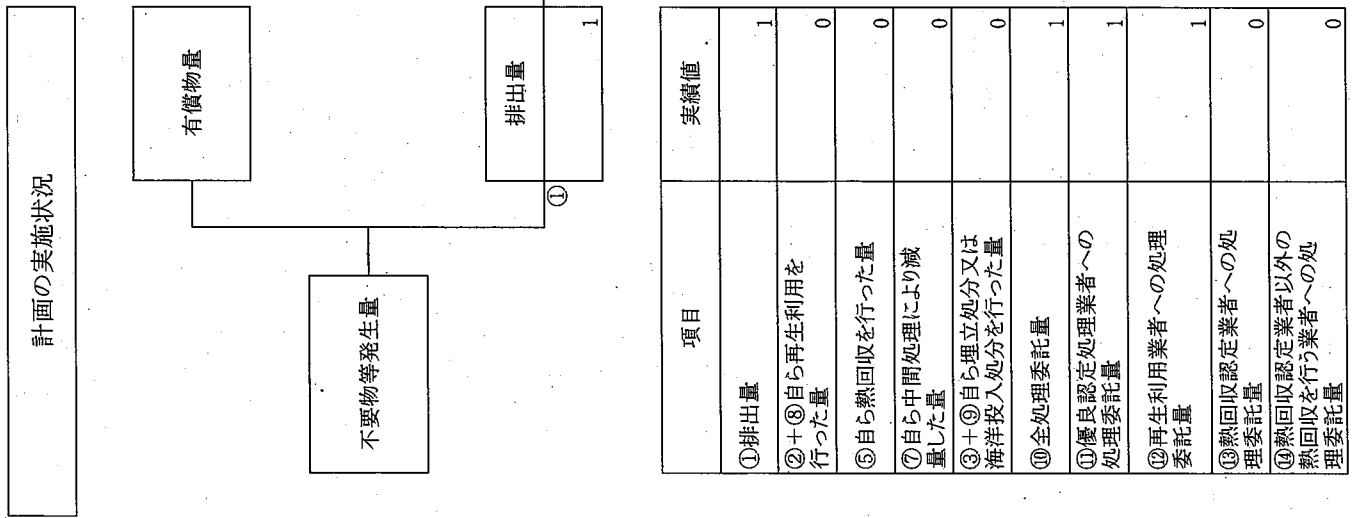 計画の実施状況
有償物量
不要物等発生量
①
排出量
1
項目
実績値
①排出量
1
②+⑧自ら再生利用を
行った量
0
⑤自ら熱回収を行った量
0
⑦自ら中間処理により減
量した量
0
③+⑨自ら埋立処分又は
海洋投入処分を行った量
0
⑩全処理委託量
1
⑪優良認定処理業者への
処理委託量
1
⑫再生利用業者への処理
委託量
1
⑬熱回収認定業者への処
理委託量
0
⑭熱回収認定業者以外の
熱回収を行う業者への処
理委託量
0